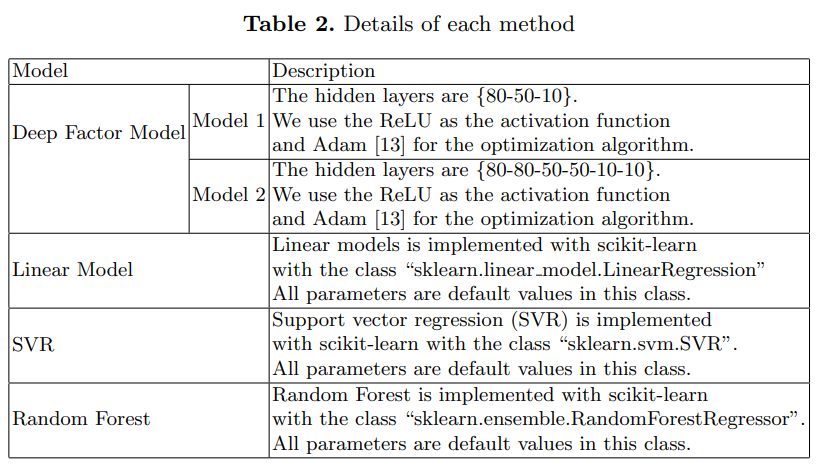 Table 2. Details of each method
Model Description
Deep Factor Model
Model 1
The hidden layers are {80-50-10}.
We use the ReLU as the activation function
and Adam [13] for the optimization algorithm.
Model 2
The hidden layers are {80-80-50-50-10-10}.
We use the ReLU as the activation function
and Adam [13] for the optimization algorithm.
Linear Model
Linear models is implemented with scikit-learn
with the class “sklearn.linear_model.LinearRegression”
All parameters are default values in this class.
SVR
Support vector regression (SVR) is implemented
with scikit-learn with the class “sklearn.svm.SVR”.
All parameters are default values in this class.
Random Forest
Random Forest is implemented with scikit-learn
with the class “sklearn.ensemble.RandomForestRegressor”.
All parameters are default values in this class.